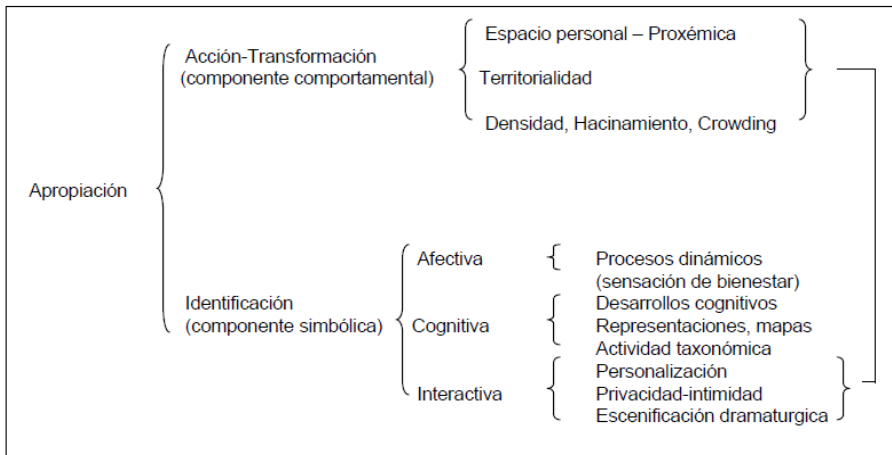 Espacio personal – Proxémica
Acción-Transformación
(componente comportamental)
Territorialidad
Densidad, Hacinamiento, Crowding
Apropiación
Afectiva
Procesos dinámicos
(sensación de bienestar)
Identificación
(componente simbólica)
Cognitiva
Desarrollos cognitivos
Representaciones, mapas
Actividad taxonómica
Interactiva
Personalización
Privacidad-intimidad
Escenificación dramaturgica